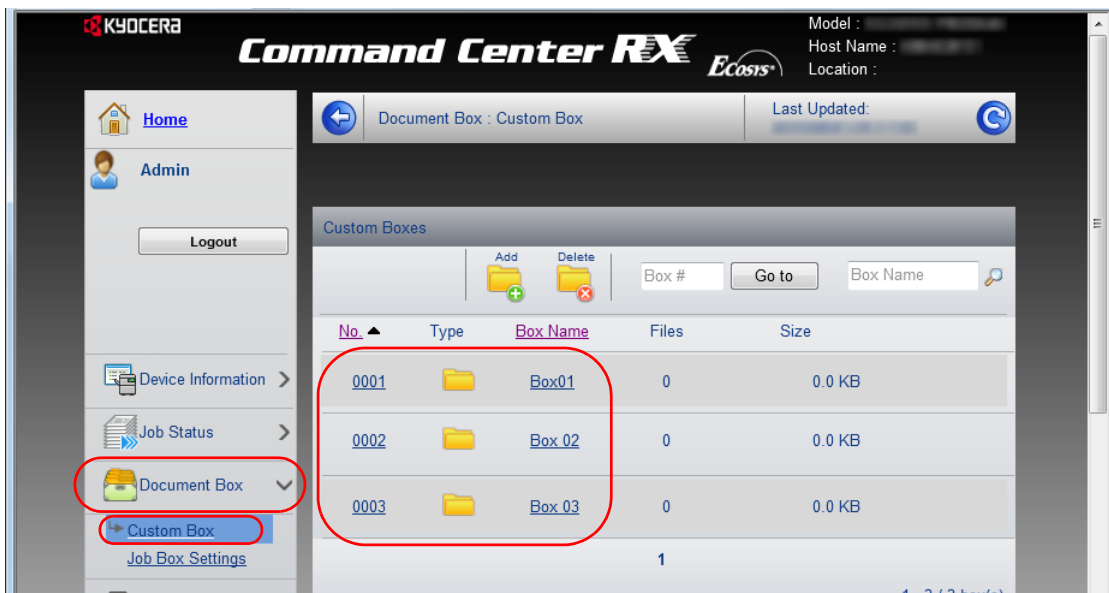 KYOCERA
Command Center RX
Ecosys
Model :
Host Name :
Location :
Home
Document Box : Custom Box
Last Updated:
Admin
Logout
Custom Boxes
Add
Delete
Box #
Go to
Box Name
No.
Type
Box Name
Files
Size
Device Information
0001
Box01
0
0.0 KB
Job Status
0002
Box 02
0
0.0 KB
Document Box
0003
Box 03
0
0.0 KB
Custom Box
Job Box Settings
1